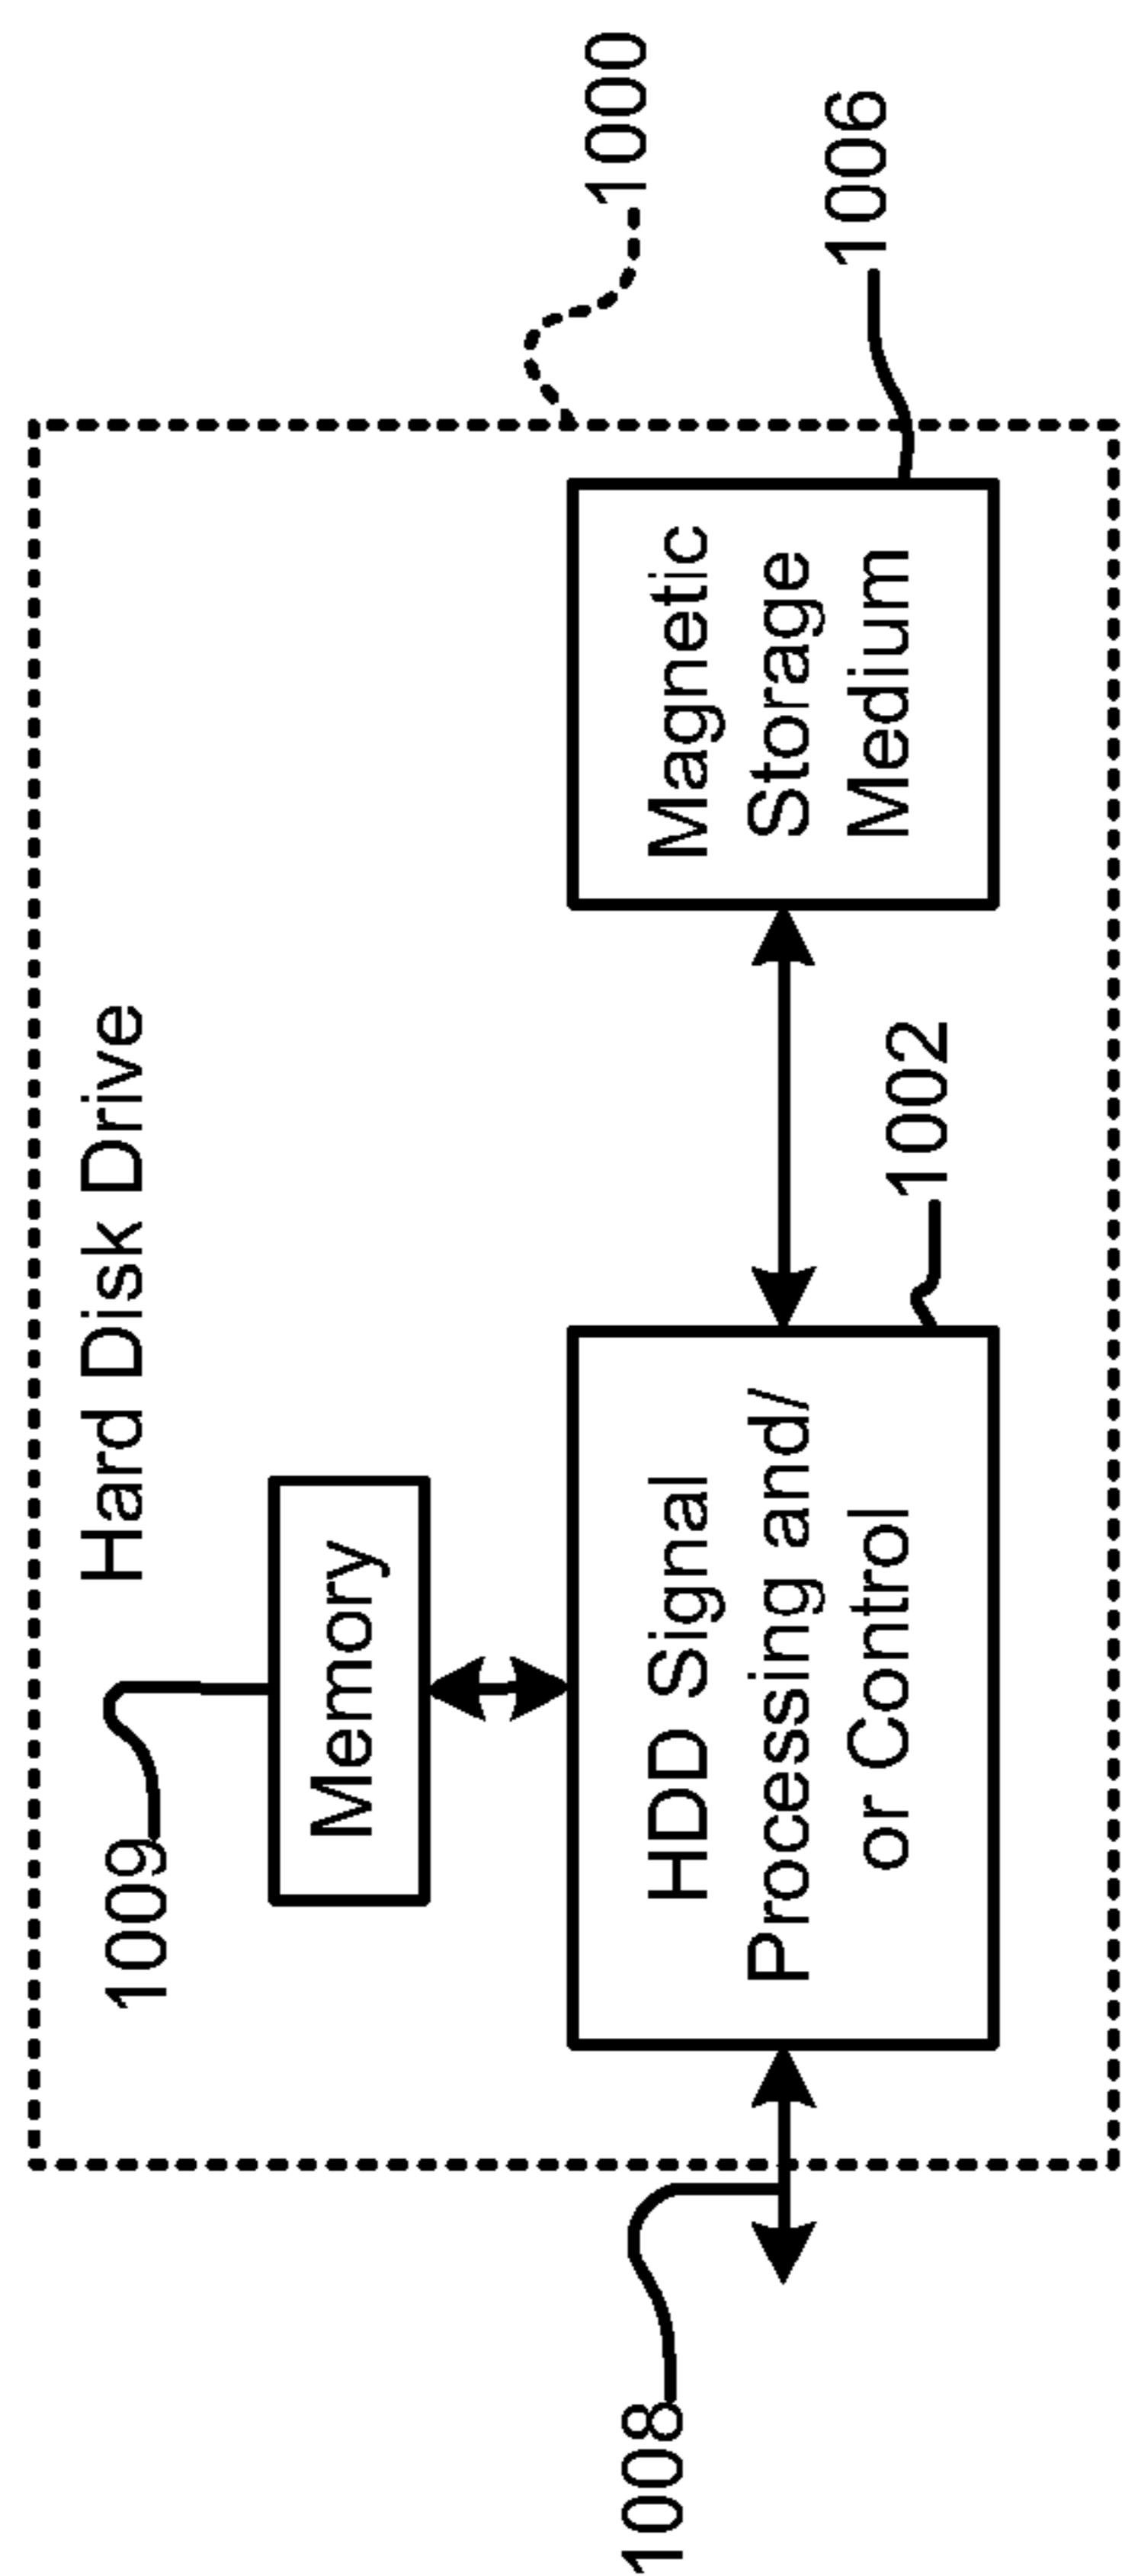 Hard Disk Drive
1009
1000
Memory
1008
HDD Signal
Processing and/
or Control
Magnetic
Storage
Medium
1006
1002